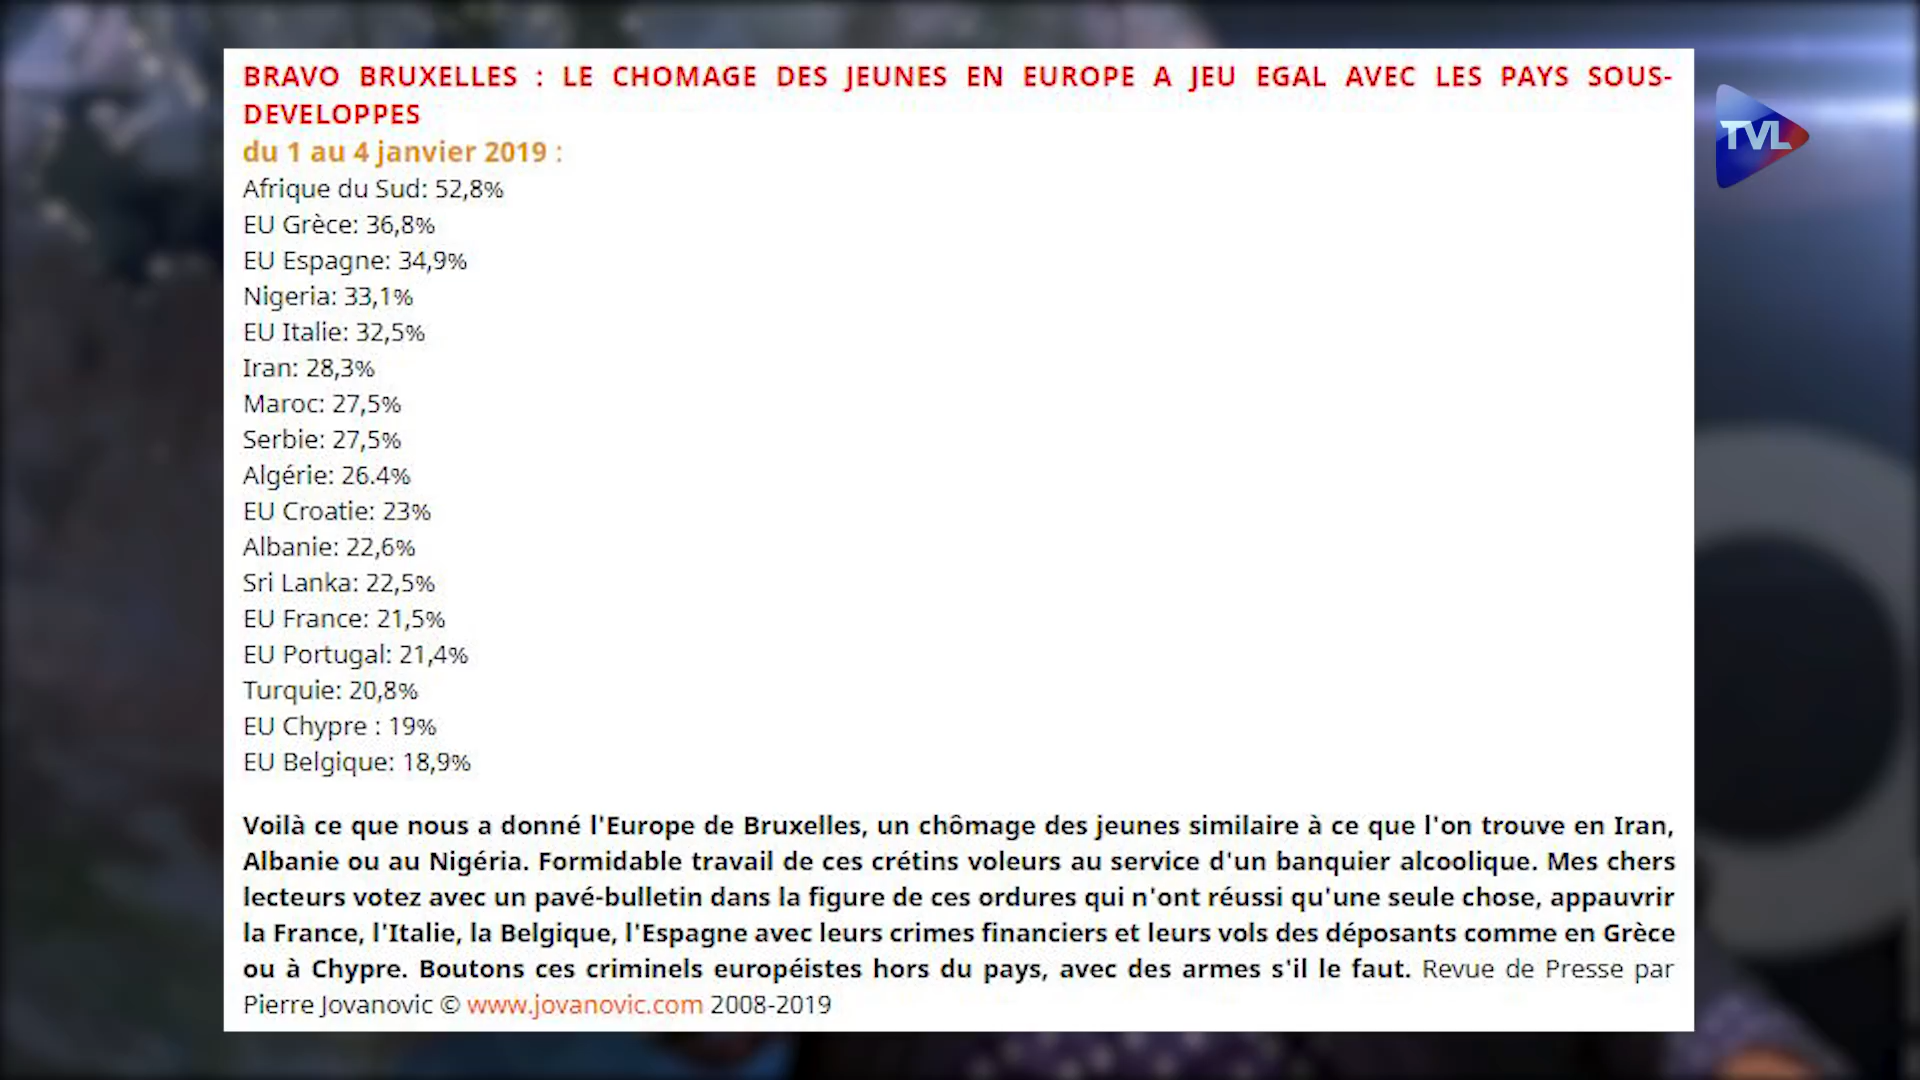 BRAVO BRUXELLES : LE CHOMAGE DES JEUNES EN EUROPE A JEU EGAL AVEC LES PAYS SOUS-
DEVELOPPES
du 1 au 4 janvier 2019 :
Afrique du Sud: 52,8%
EU Grèce: 36,8%
EU Espagne: 34,9%
Nigeria: 33,1%
EU Italie: 32,5%
Iran: 28,3%
Maroc: 27,5%
Serbie: 27,5%
Algérie: 26.4%
EU Croatie: 23%
Albanie: 22,6%
Sri Lanka: 22,5%
EU France: 21,5%
EU Portugal: 21,4%
Turquie: 20,8%
EU Chypre : 19%
EU Belgique: 18,9%
Voilà ce que nous a donné l'Europe de Bruxelles, un chômage des jeunes similaire à ce que l'on trouve en Iran,
Albanie ou au Nigéria. Formidable travail de ces crétins voleurs au service d'un banquier alcoolique. Mes chers
lecteurs votez avec un pavé-bulletin dans la figure de ces ordures qui n'ont réussi qu'une seule chose, appauvrir
la France, l'Italie, la Belgique, l'Espagne avec leurs crimes financiers et leurs vols des déposants comme en Grèce
ou à Chypre. Boutons ces criminels européistes hors du pays, avec des armes s'il le faut. Revue de Presse par
Pierre Jovanovic © www.jovanovic.com 2008-2019
TVL